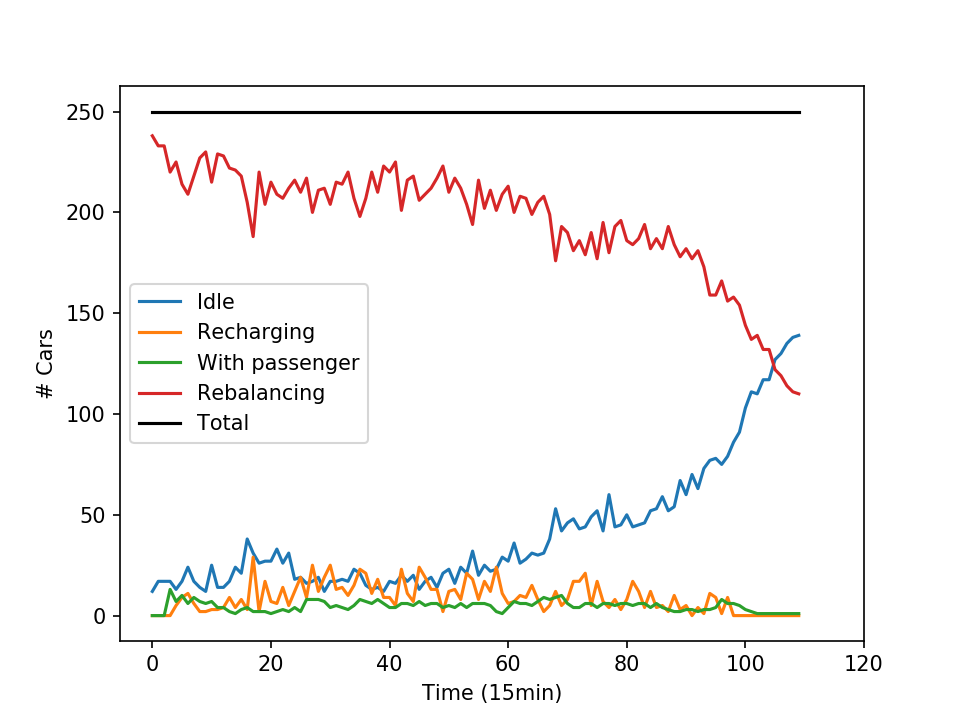 250
200
150
100
50
0
# Cars
Idle
Recharging
With passenger
Rebalancing
Total
0 20 40 60 80 100 120
Time (15min)